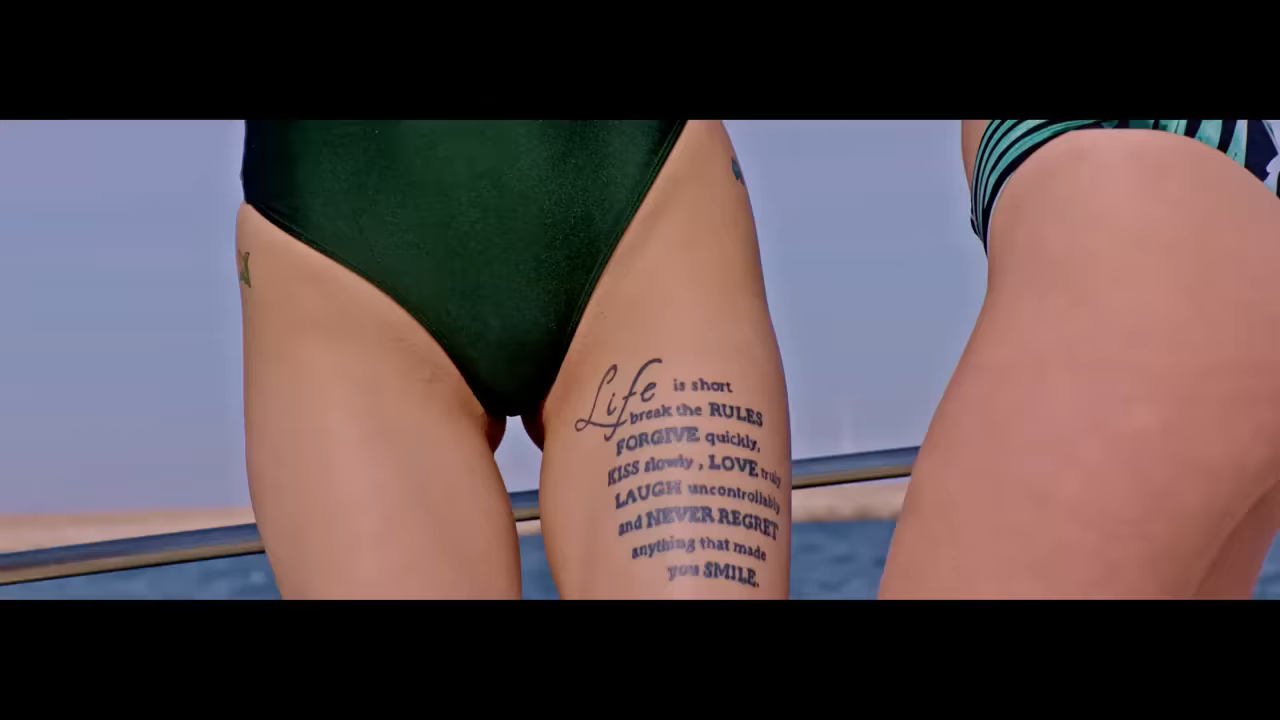 Life is short
break the RULES
FORGIVE quickly,
KISS slowly, LOVE truly
LAUGH uncontrollably
and NEVER REGRET
anything that made
you SMILE.